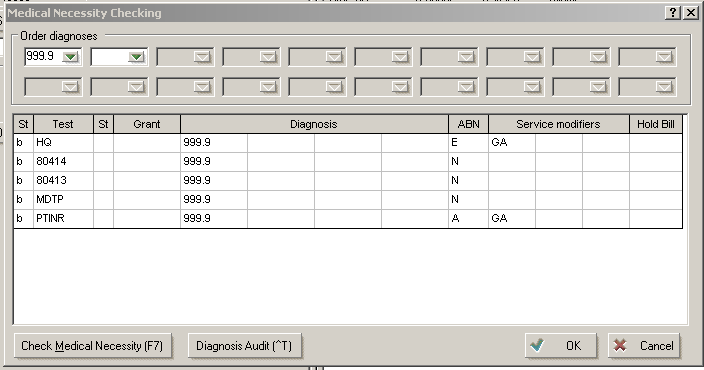 Medical Necessity Checking
Order diagnoses
999.9
St Test St Grant Diagnosis ABN Service modifiers Hold Bill
b HQ 999.9 E GA
b 80414 999.9 N
b 80413 999.9 N
b MDTP 999.9 N
b PTINR 999.9 A GA
Check Medical Necessity (F7) Diagnosis Audit (^T) OK Cancel